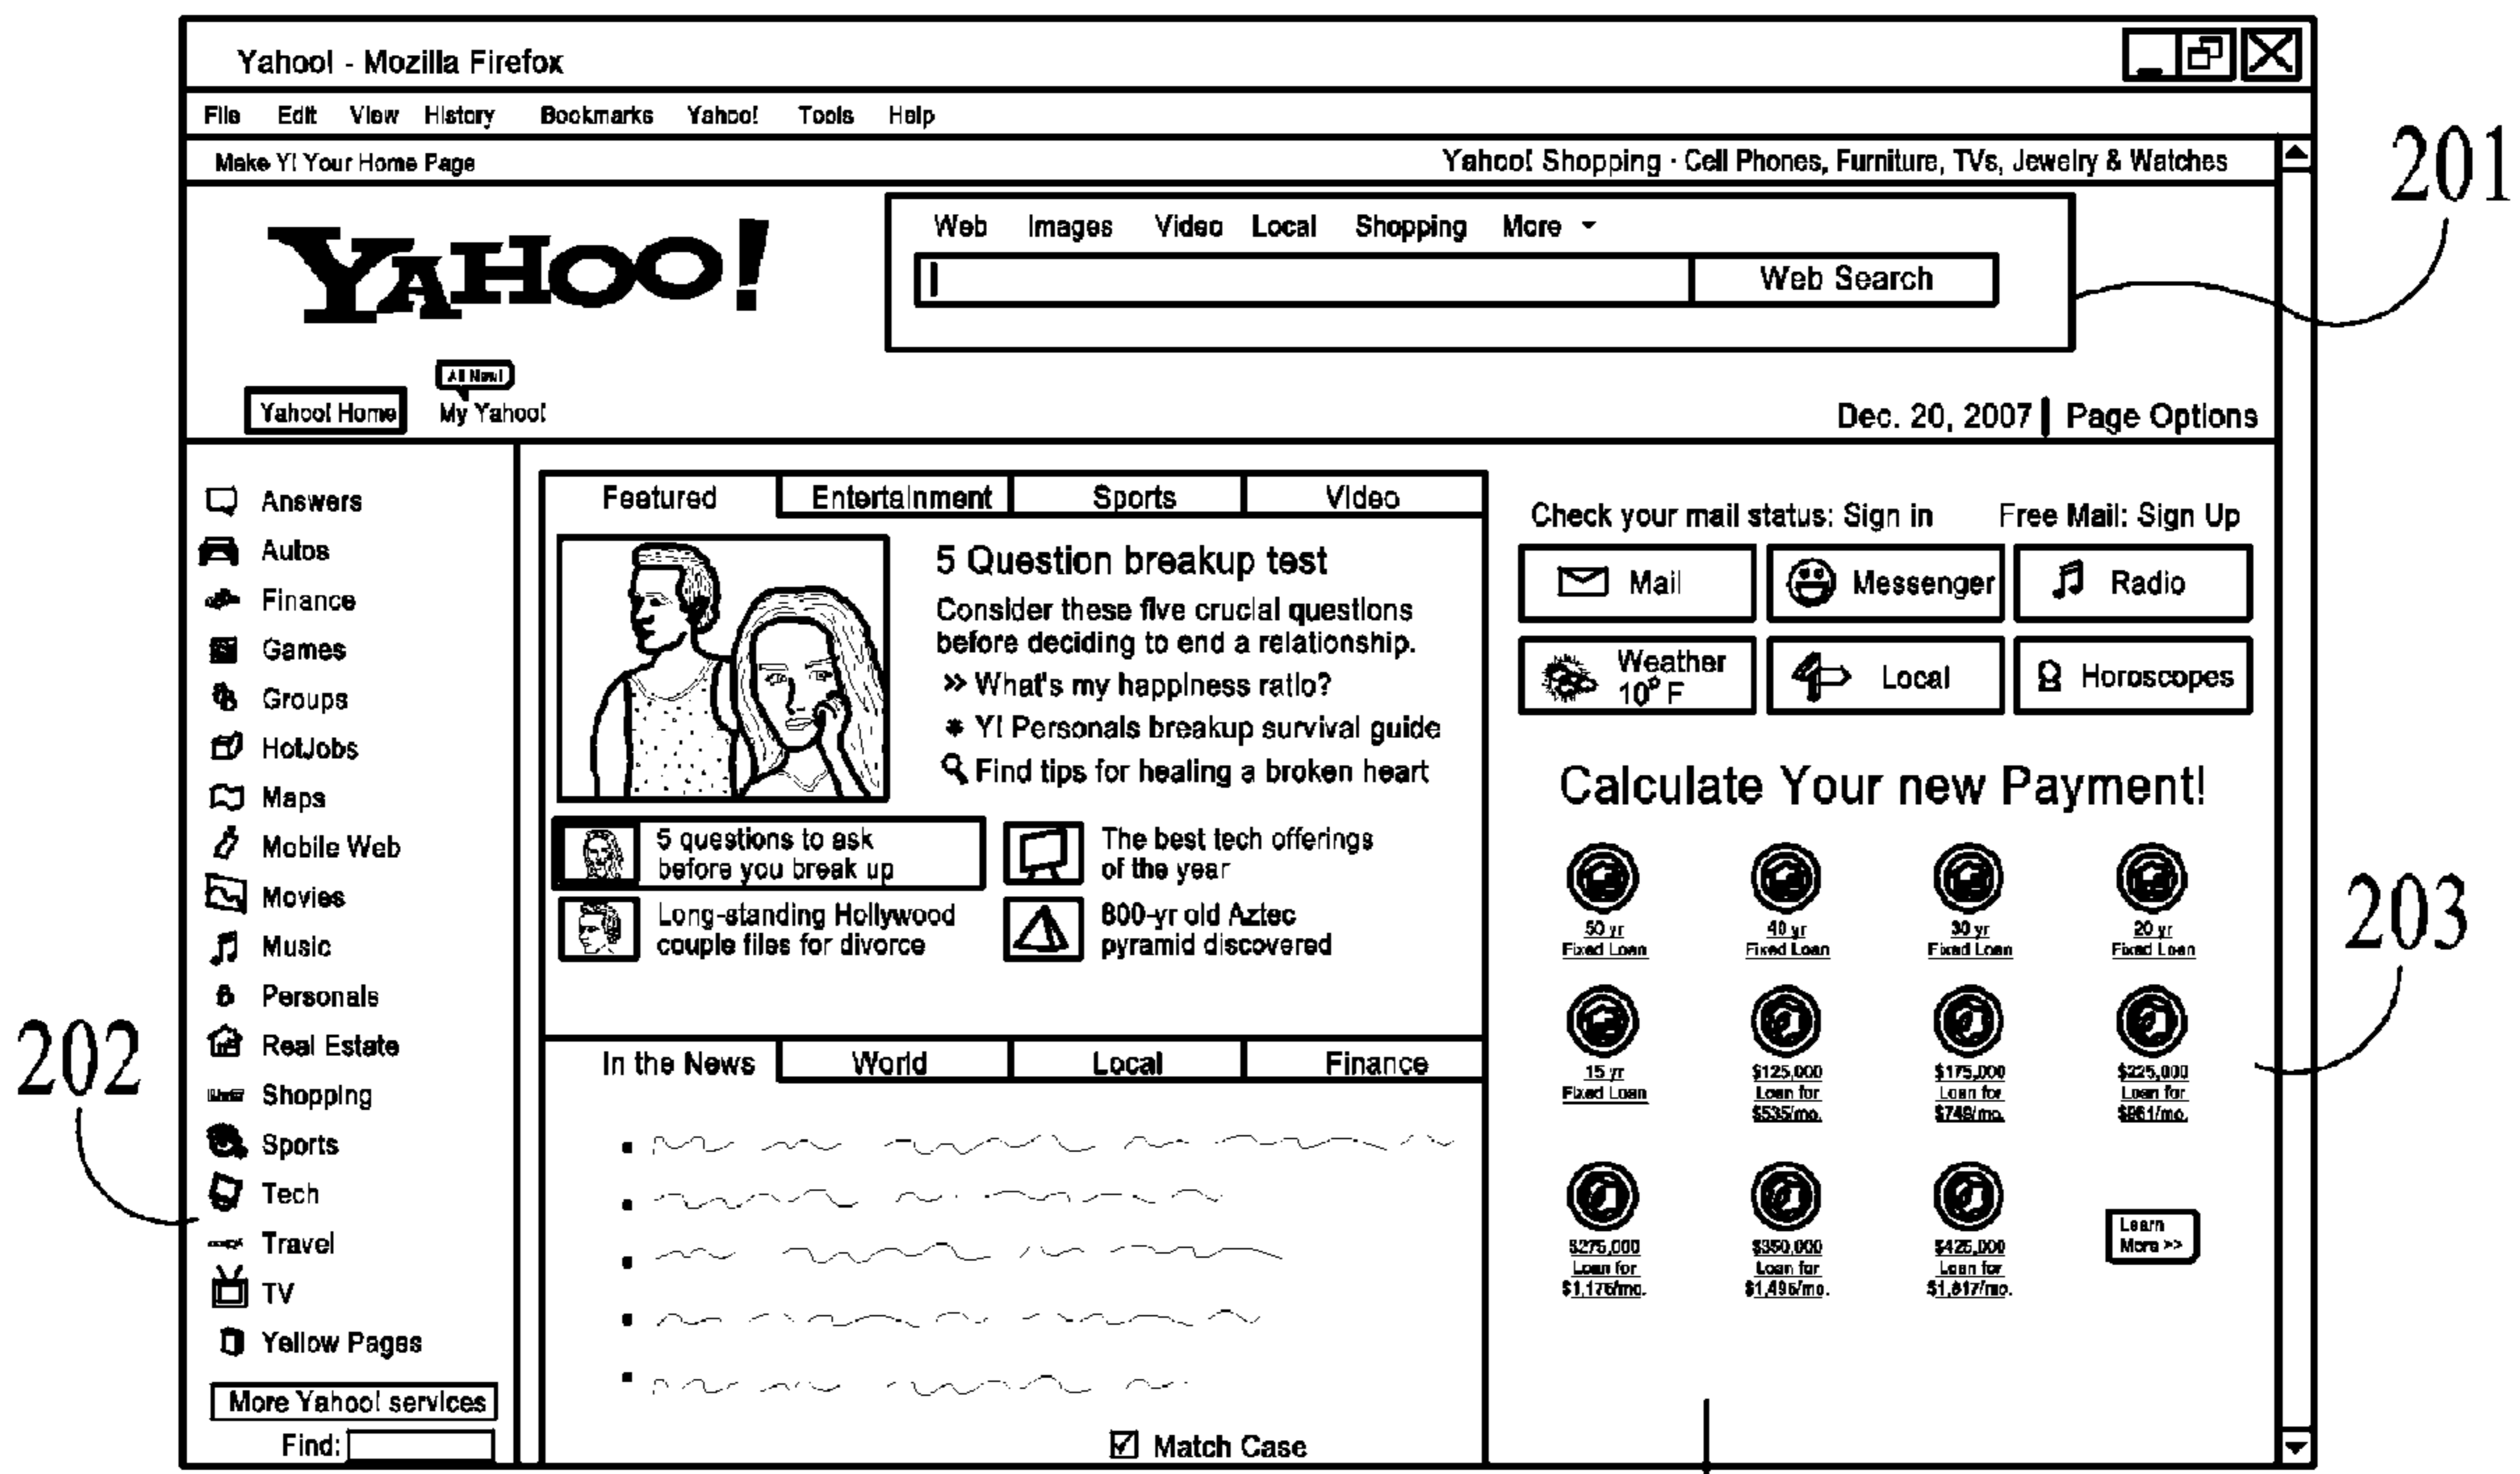 Yahoo! - Mozilla Firefox
File Edit View History Bookmarks Yahoo! Tools Help
Make Y! Your Home Page
Yahoo! Shopping · Cell Phones, Furniture, TVs, Jewelry & Watches
201
YAHOO!
Web Images Video Local Shopping More
Web Search
All New!
Yahoo! Home My Yahoo!
Dec. 20, 2007 | Page Options
Answers
Autos
Finance
Games
Groups
HotJobs
Maps
Mobile Web
Movies
Music
Personals
Real Estate
Shopping
Sports
Tech
Travel
TV
Yellow Pages
More Yahoo! services
Find:
202
Featured Entertainment Sports Video
5 Question breakup test
Consider these five crucial questions
before deciding to end a relationship.
» What's my happiness ratio?
Y! Personals breakup survival guide
Find tips for healing a broken heart
5 questions to ask
before you break up
The best tech offerings
of the year
Long-standing Hollywood
couple files for divorce
800-yr old Aztec
pyramid discovered
In the News World Local Finance
Match Case
Check your mail status: Sign in Free Mail: Sign Up
Mail Messenger Radio
Weather
10° F
Local
Horoscopes
Calculate Your new Payment!
50 yr
Fixed Loan
40 yr
Fixed Loan
30 yr
Fixed Loan
20 yr
Fixed Loan
15 yr
Fixed Loan
$125,000
Loan for
$535/mo.
$175,000
Loan for
$749/mo.
$225,000
Loan for
$961/mo.
$275,000
Loan for
$1,175/mo.
$350,000
Loan for
$1,495/mo.
$425,000
Loan for
$1,817/mo.
Learn
More >>
203